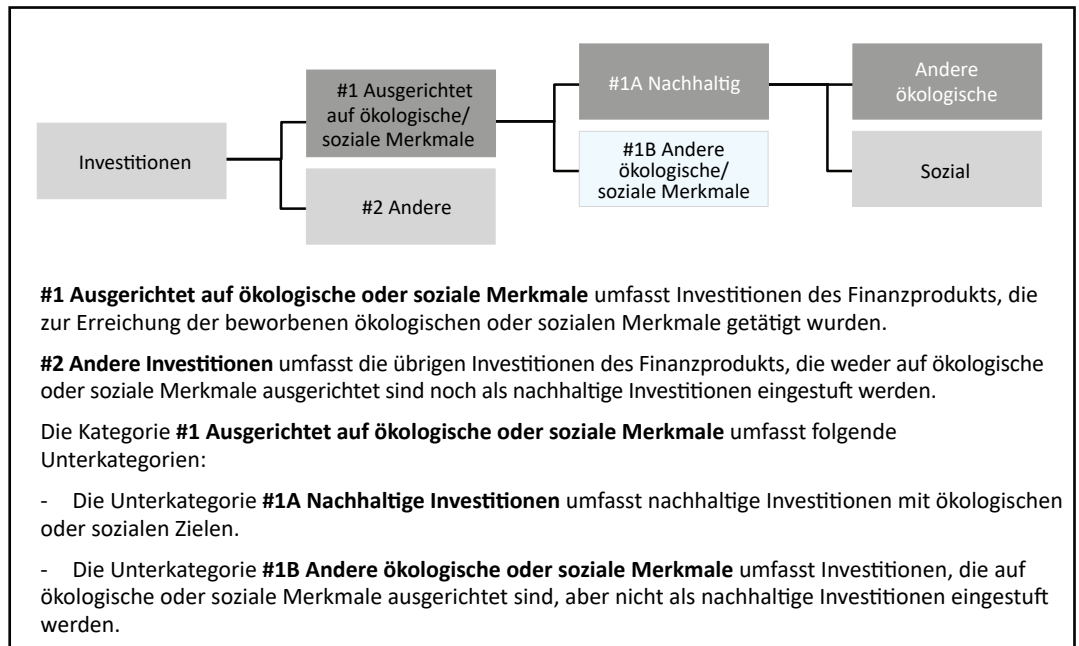 Investitionen
#1 Ausgerichtet
auf ökologische/
soziale Merkmale
#2 Andere
#1A Nachhaltig
#1B Andere
ökologische/
soziale Merkmale
Andere
ökologische
Sozial
#1 Ausgerichtet auf ökologische oder soziale Merkmale umfasst Investitionen des Finanzprodukts, die
zur Erreichung der beworbenen ökologischen oder sozialen Merkmale getätigt wurden.
#2 Andere Investitionen umfasst die übrigen Investitionen des Finanzprodukts, die weder auf ökologische
oder soziale Merkmale ausgerichtet sind noch als nachhaltige Investitionen eingestuft werden.
Die Kategorie #1 Ausgerichtet auf ökologische oder soziale Merkmale umfasst folgende
Unterkategorien:
- Die Unterkategorie #1A Nachhaltige Investitionen umfasst nachhaltige Investitionen mit ökologischen
oder sozialen Zielen.
- Die Unterkategorie #1B Andere ökologische oder soziale Merkmale umfasst Investitionen, die auf
ökologische oder soziale Merkmale ausgerichtet sind, aber nicht als nachhaltige Investitionen eingestuft
werden.